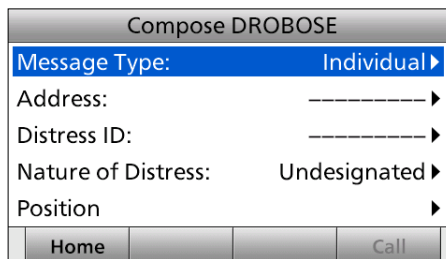 Compose DROBOSE
Message Type: Individual
Address: ––––––––––
Distress ID: ––––––––––
Nature of Distress: Undesignated
Position
Home Call